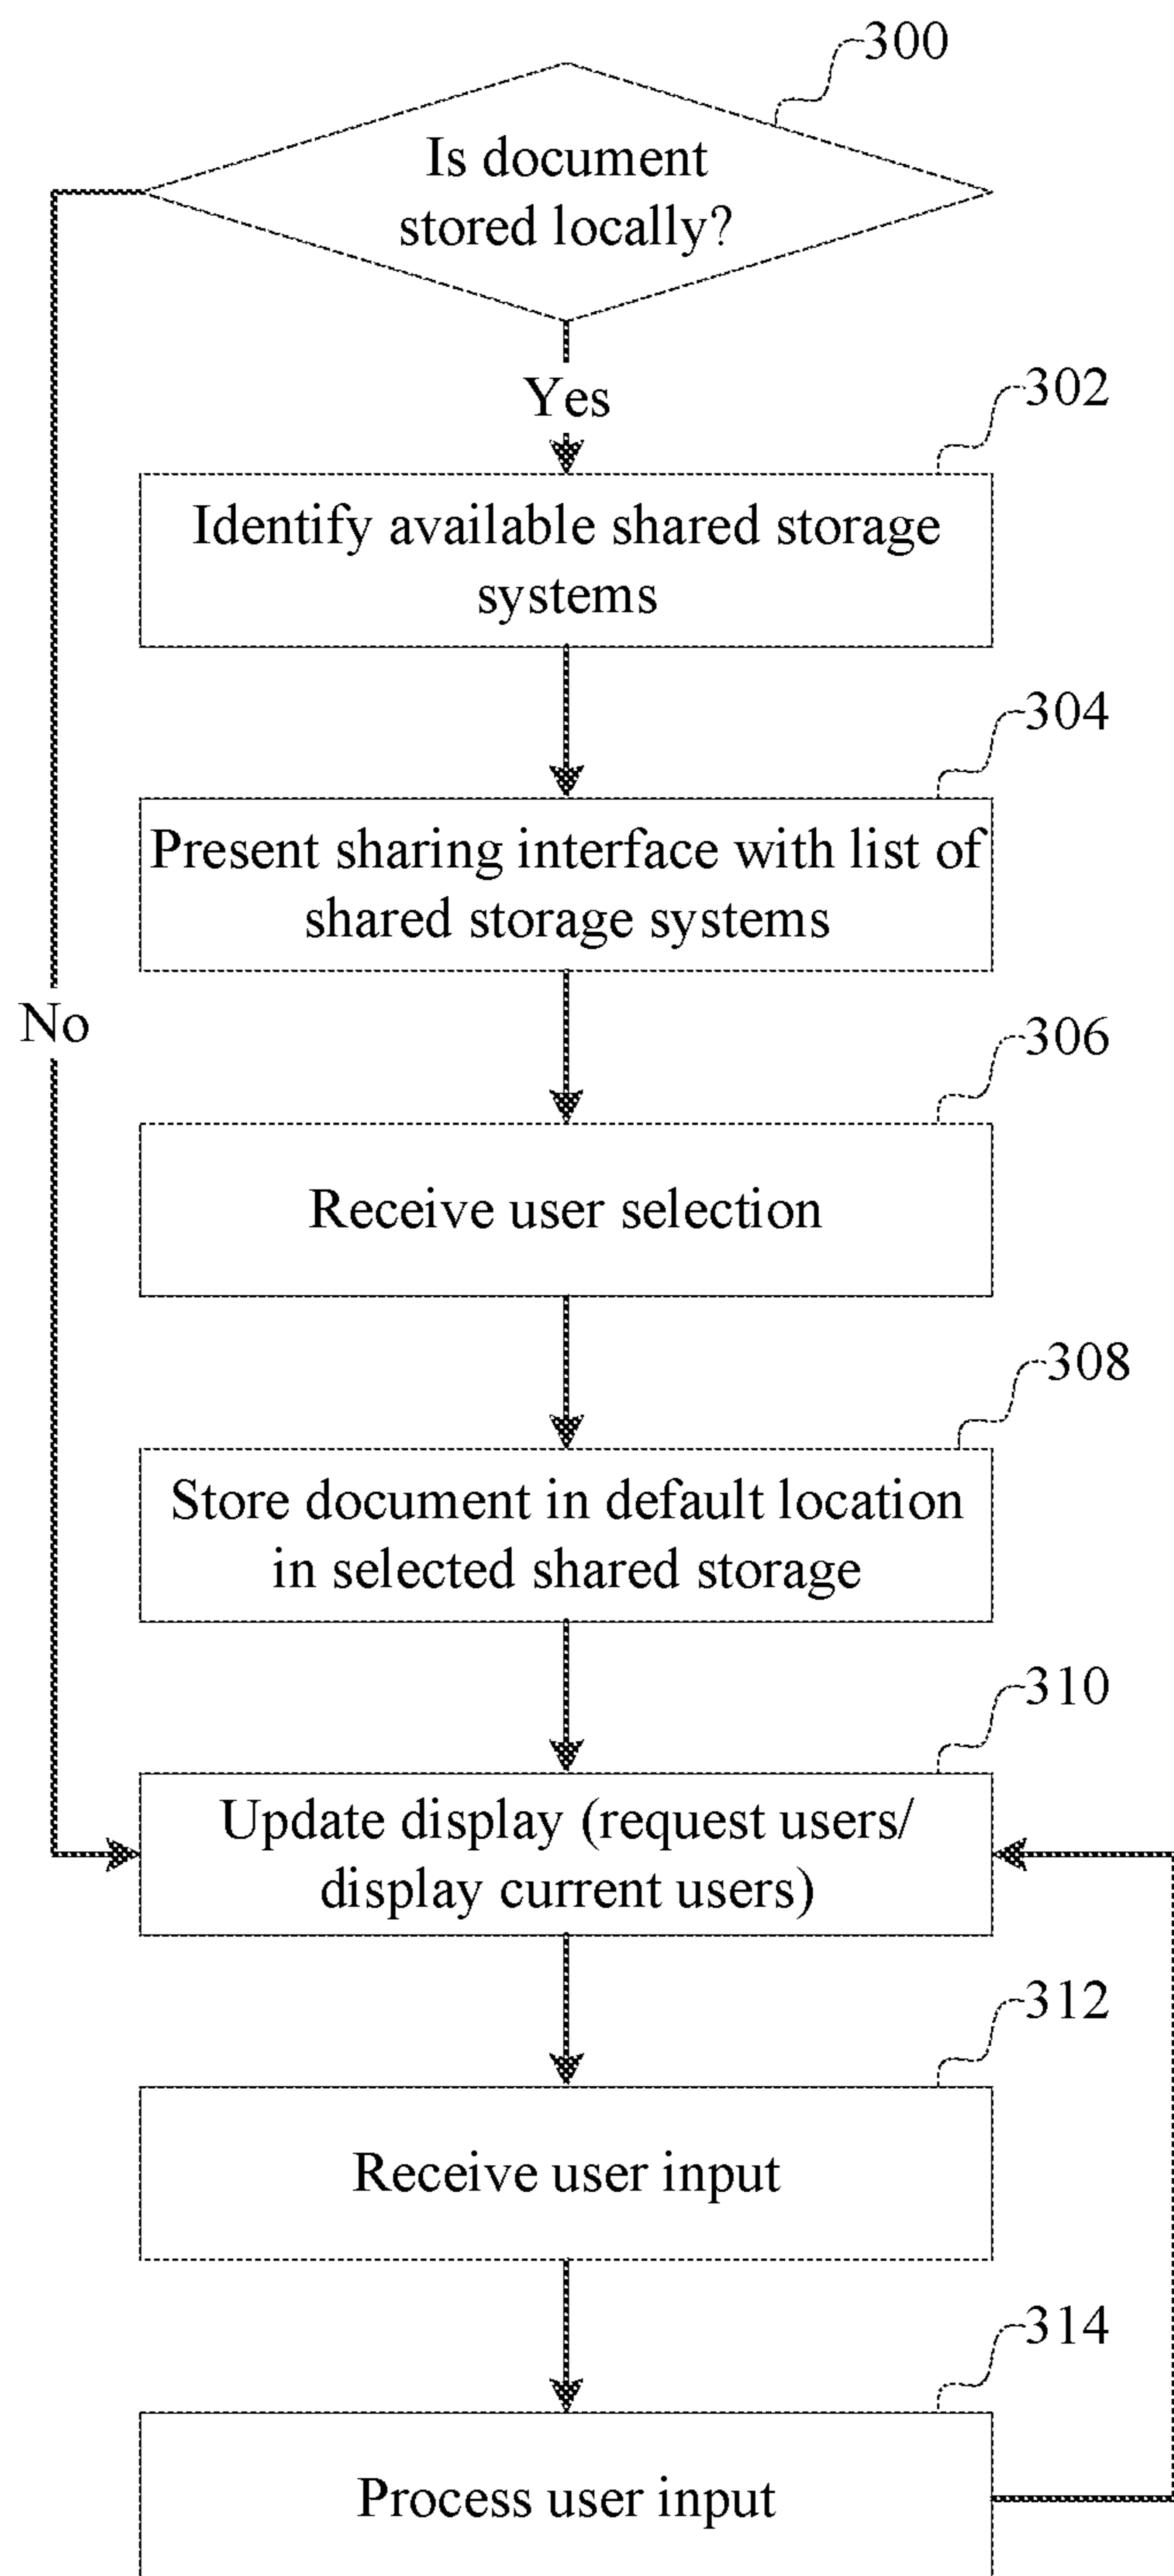 300
Is document
stored locally?
Yes
302
Identify available shared storage
systems
304
Present sharing interface with list of
shared storage systems
No
306
Receive user selection
308
Store document in default location
in selected shared storage
310
Update display (request users/
display current users)
312
Receive user input
314
Process user input